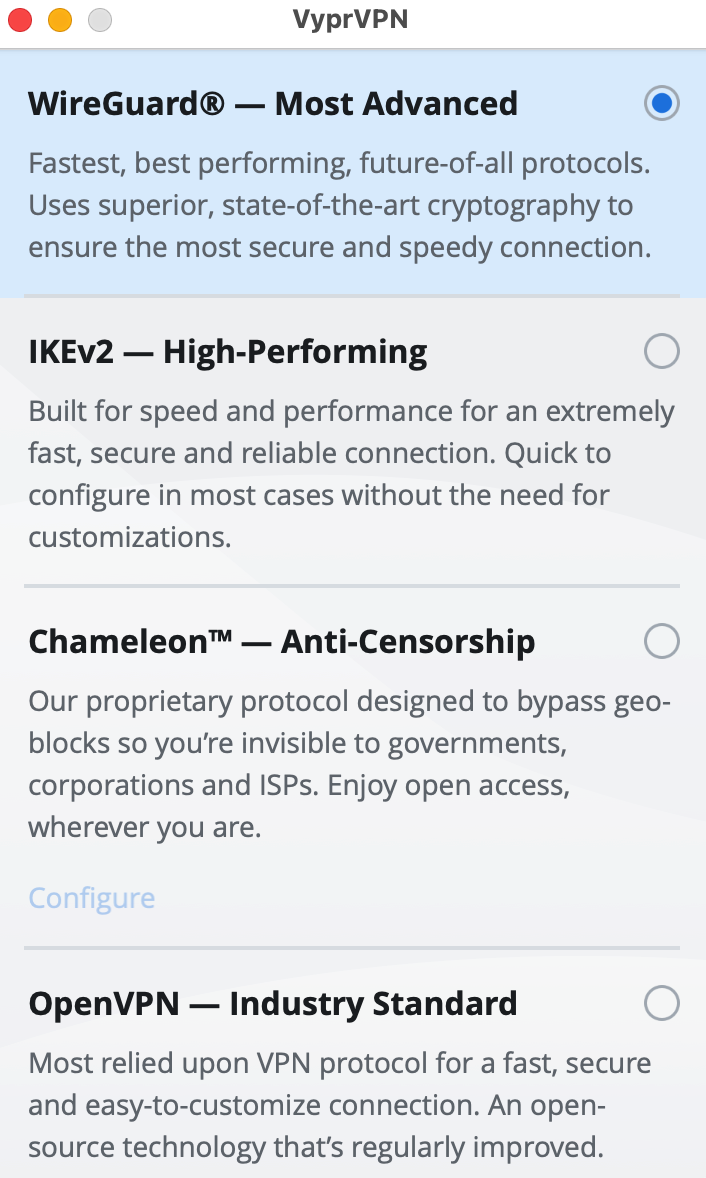 VyprVPN
WireGuard® — Most Advanced
Fastest, best performing, future-of-all protocols.
Uses superior, state-of-the-art cryptography to
ensure the most secure and speedy connection.
IKEv2 — High-Performing
Built for speed and performance for an extremely
fast, secure and reliable connection. Quick to
configure in most cases without the need for
customizations.
Chameleon™ — Anti-Censorship
Our proprietary protocol designed to bypass geo-
blocks so you’re invisible to governments,
corporations and ISPs. Enjoy open access,
wherever you are.
Configure
OpenVPN — Industry Standard
Most relied upon VPN protocol for a fast, secure
and easy-to-customize connection. An open-
source technology that’s regularly improved.